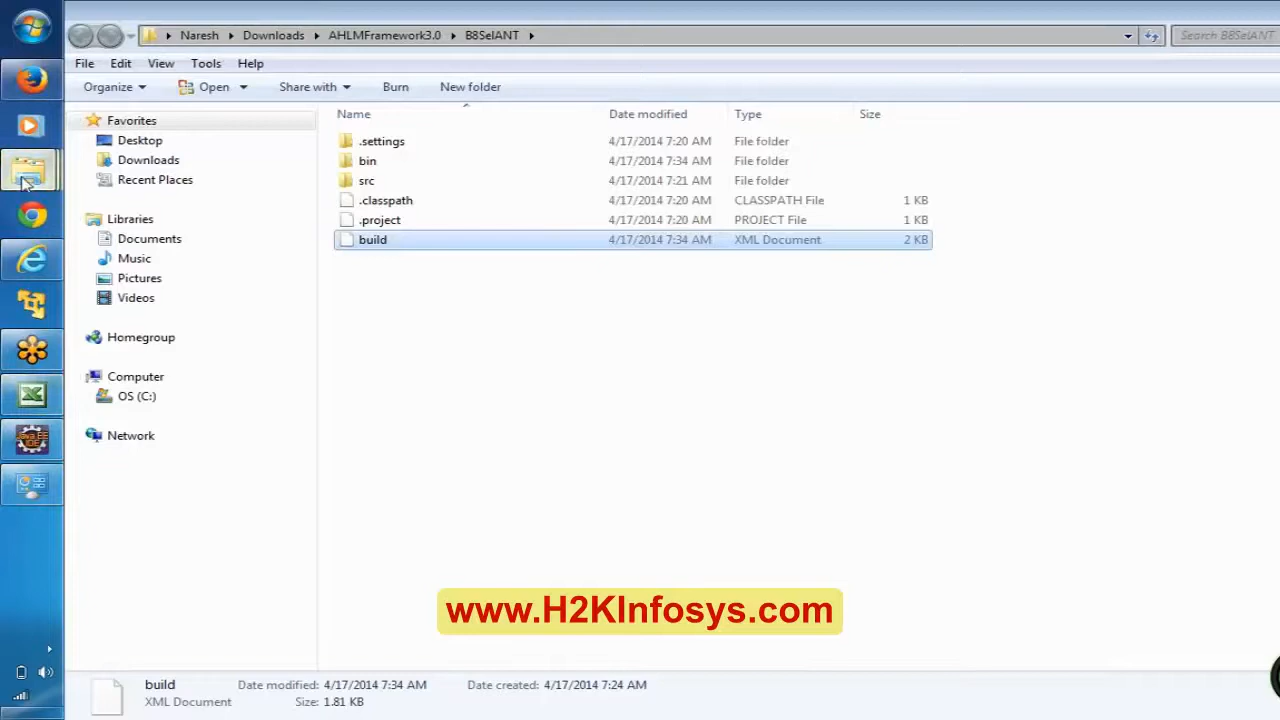 Naresh Downloads AHLMFramework3.0 B8SelANT Search B8SelANT
File Edit View Tools Help
Organize Open Share with Burn New folder
Favorites
Desktop
Downloads
Recent Places
Libraries
Documents
Music
Pictures
Videos
Homegroup
Computer
OS (C:)
Network
Name Date modified Type Size
.settings 4/17/2014 7:20 AM File folder
bin 4/17/2014 7:34 AM File folder
src 4/17/2014 7:21 AM File folder
.classpath 4/17/2014 7:20 AM CLASSPATH File 1 KB
.project 4/17/2014 7:20 AM PROJECT File 1 KB
build 4/17/2014 7:34 AM XML Document 2 KB
www.H2KInfosys.com
build Date modified: 4/17/2014 7:34 AM Date created: 4/17/2014 7:24 AM
XML Document Size: 1.81 KB